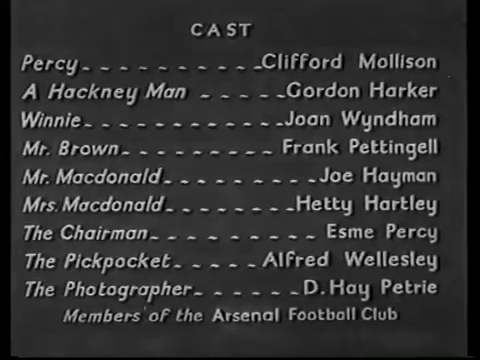 CAST
Percy Clifford Mollison
A Hackney Man Gordon Harker
Winnie Joan Wyndham
Mr. Brown Frank Pettingell
Mr. Macdonald Joe Hayman
Mrs. Macdonald Hetty Hartley
The Chairman Esme Percy
The Pickpocket Alfred Wellesley
The Photographer D. Hay Petrie
Members of the Arsenal Football Club